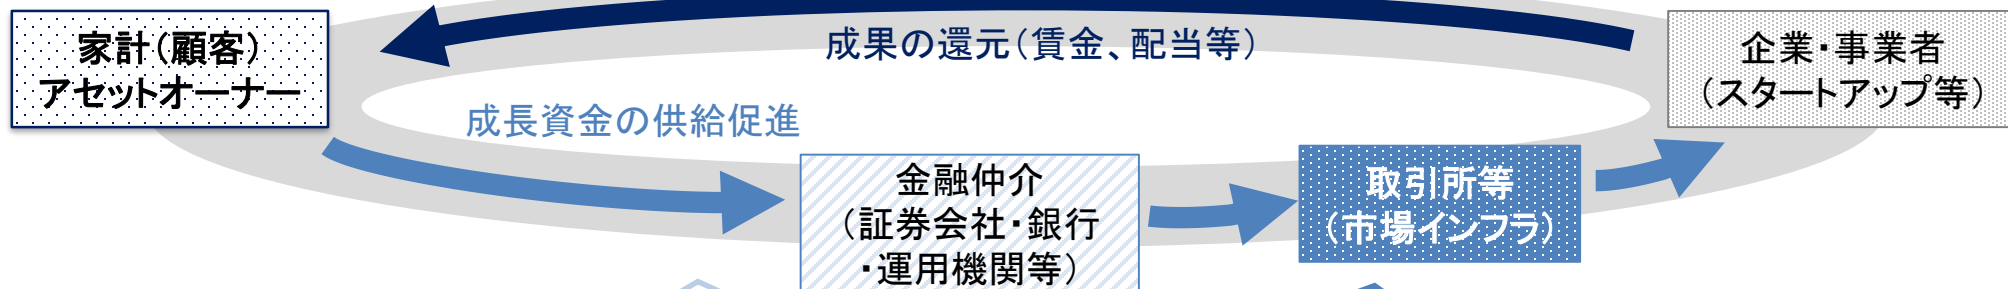 家計（顧客）
アセットオーナー
成果の還元（賃金、配当等）
企業・事業者
（スタートアップ等）
成長資金の供給促進
金融仲介
（証券会社・銀行
・運用機関等）
取引所等
（市場インフラ）